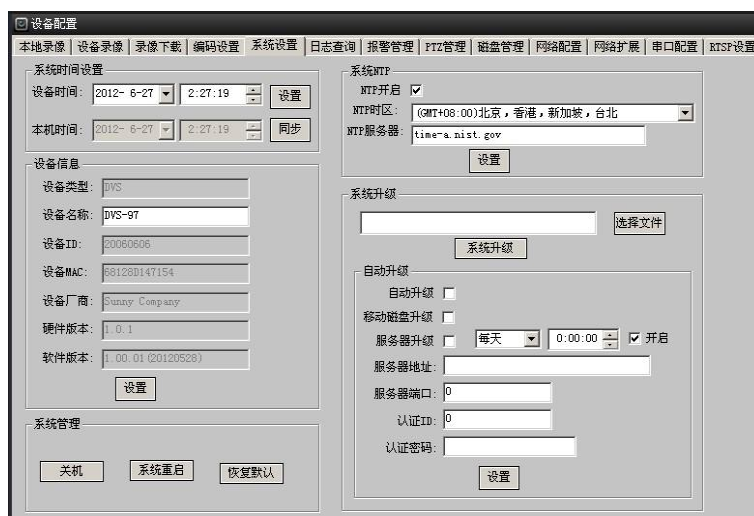 设备配置
本地录像 设备录像 录像下载 编码设置 系统设置 日志查询 报警管理 PTZ管理 磁盘管理 网络配置 网络扩展 串口配置 RTSP设置
系统时间设置
设备时间: 2012- 6-27 2:27:19 设置
本机时间: 2012- 6-27 2:27:19 同步
设备信息
设备类型: DVS
设备名称: DVS-97
设备ID: 20060606
设备MAC: 68128D147154
设备厂商: Sunny Company
硬件版本: 1.0.1
软件版本: 1.00.01(20120528)
设置
系统管理
关机 系统重启 恢复默认
系统NTP
NTP开启
NTP时区: (GMT+08:00)北京,香港,新加坡,台北
NTP服务器: time-a.nist.gov
设置
系统升级
选择文件
系统升级
自动升级
自动升级
移动磁盘升级
服务器升级 每天 0:00:00 开启
服务器地址:
服务器端口: 0
认证ID: 0
认证密码:
设置